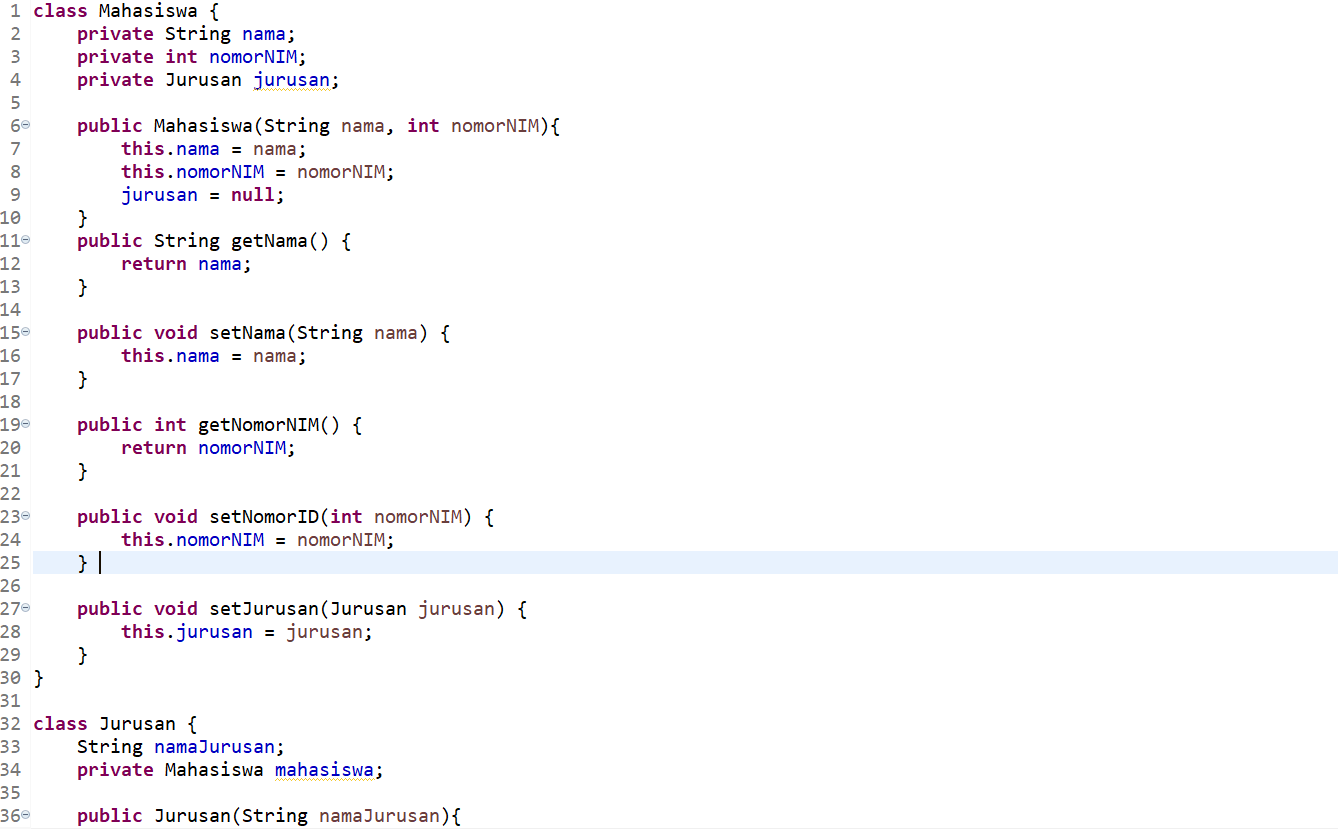 1 class Mahasiswa {
2     private String nama;
3     private int nomorNIM;
4     private Jurusan jurusan;
5
6     public Mahasiswa(String nama, int nomorNIM){
7         this.nama = nama;
8         this.nomorNIM = nomorNIM;
9         jurusan = null;
10     }
11     public String getNama() {
12         return nama;
13     }
14
15     public void setNama(String nama) {
16         this.nama = nama;
17     }
18
19     public int getNomorNIM() {
20         return nomorNIM;
21     }
22
23     public void setNomorID(int nomorNIM) {
24         this.nomorNIM = nomorNIM;
25     }
26
27     public void setJurusan(Jurusan jurusan) {
28         this.jurusan = jurusan;
29     }
30 }
31
32 class Jurusan {
33     String namaJurusan;
34     private Mahasiswa mahasiswa;
35
36     public Jurusan(String namaJurusan){